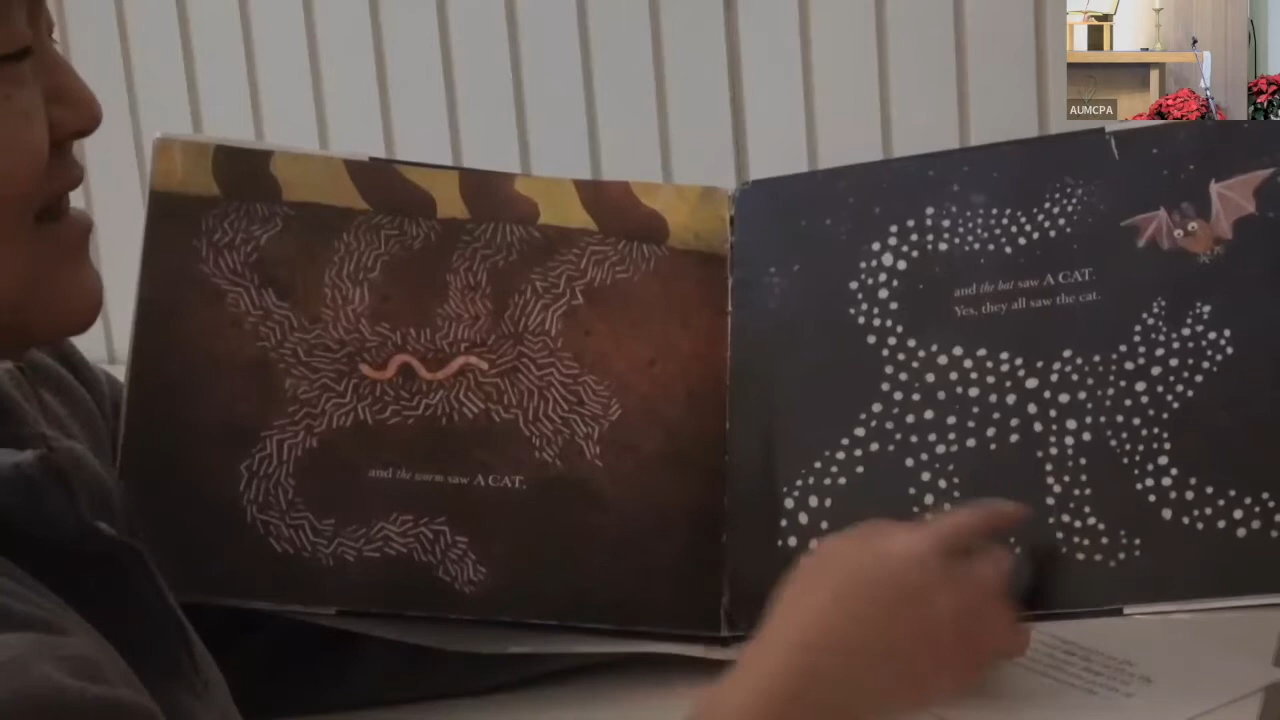 AUMCPA
and the worm saw A CAT,
and the bat saw A CAT.
Yes, they all saw the cat.